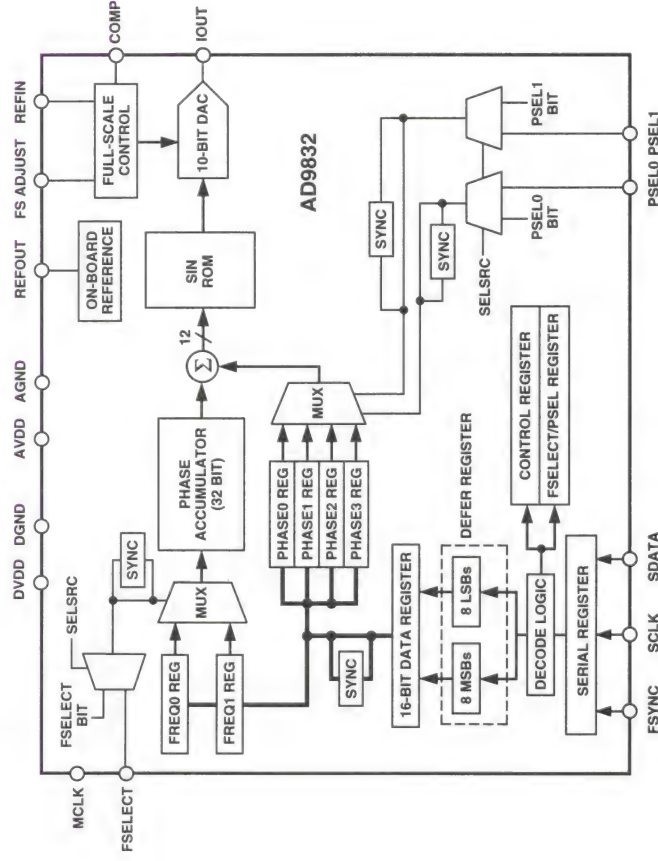 DVDD
DGND
AVDD
AGND
REFOUT
FS ADJUST
REFIN
MCLK
FSELECT
FSELECT
BIT
SELSRC
SYNC
ON-BOARD
REFERENCE
FULL-SCALE
CONTROL
COMP
FREQ0 REG
FREQ1 REG
MUX
PHASE
ACCUMULATOR
(32 BIT)
Σ
12
SIN
ROM
10-BIT DAC
IOUT
AD9832
SYNC
16-BIT DATA REGISTER
PHASE0 REG
PHASE1 REG
PHASE2 REG
PHASE3 REG
MUX
SYNC
SYNC
8 MSBs
8 LSBs
DEFER REGISTER
DECODE LOGIC
CONTROL REGISTER
FSELECT/PSEL REGISTER
SELSRC
PSEL0
BIT
PSEL1
BIT
SERIAL REGISTER
FSYNC
SCLK
SDATA
PSEL0
PSEL1